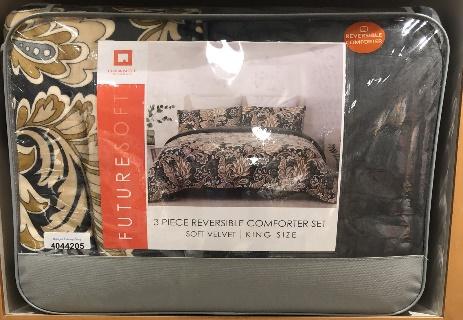 REVERSIBLE
COMFORTER
FUTURESOFT
3 PIECE REVERSIBLE COMFORTER SET
SOFT VELVET | KING SIZE
4044205